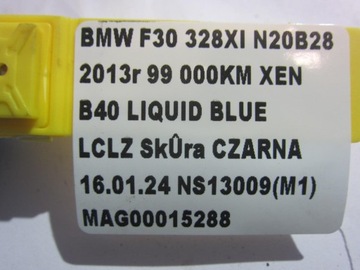 BMW F30 328XI N20B28
2013r 99 000KM XEN
B40 LIQUID BLUE
LCLZ SkÛra CZARNA
16.01.24 NS13009(M1)
MAG00015288